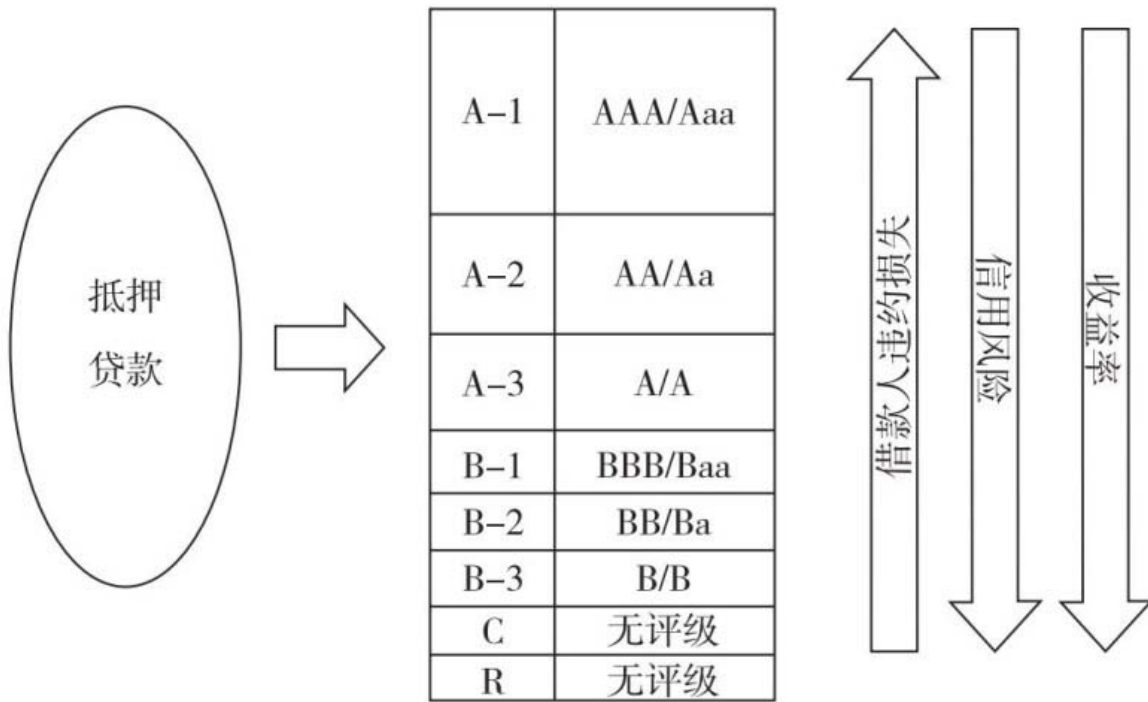 抵押
贷款
A-1 AAA/Aaa
A-2 AA/Aa
A-3 A/A
B-1 BBB/Baa
B-2 BB/Ba
B-3 B/B
C 无评级
R 无评级
借款人违约损失
信用风险
收益率